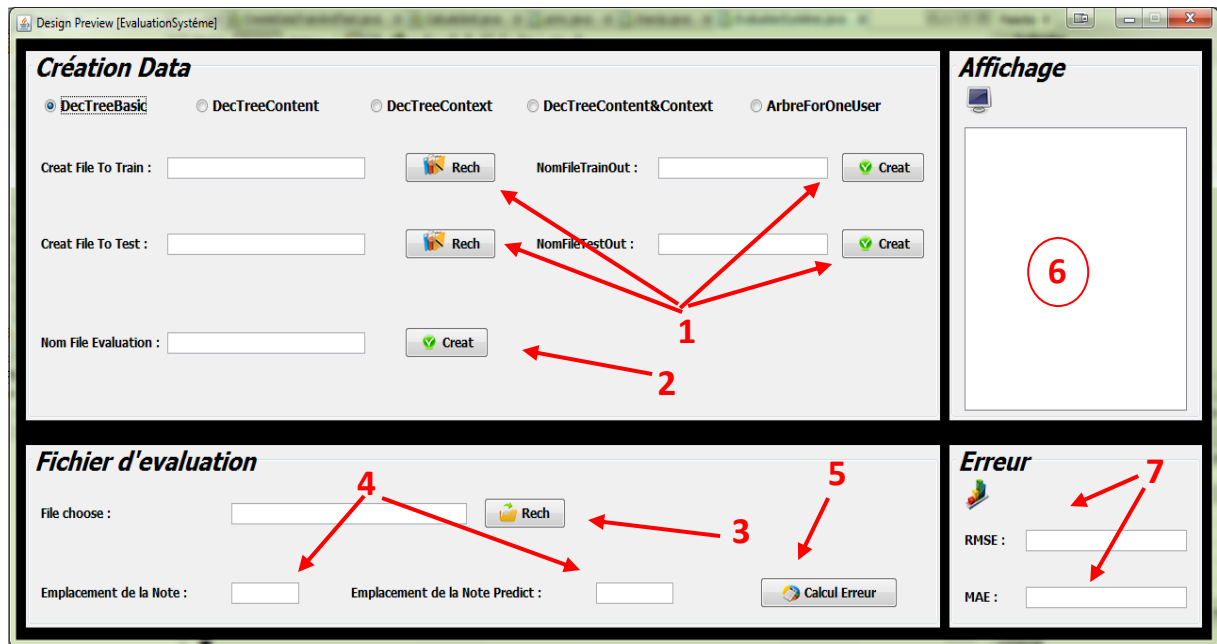 Design Preview [EvaluationSystéme]
Création Data
DecTreeBasic DecTreeContent DecTreeContext DecTreeContent&Context ArbreForOneUser
Creat File To Train : Rech NomFileTrainOut : Creat
Creat File To Test : Rech NomFileTestOut : Creat
1
Nom File Evaluation : Creat
2
Affichage
6
Fichier d'evaluation
4
5
File choose : Rech
3
Emplacement de la Note : Emplacement de la Note Predict : Calcul Erreur
Erreur
7
RMSE :
MAE :